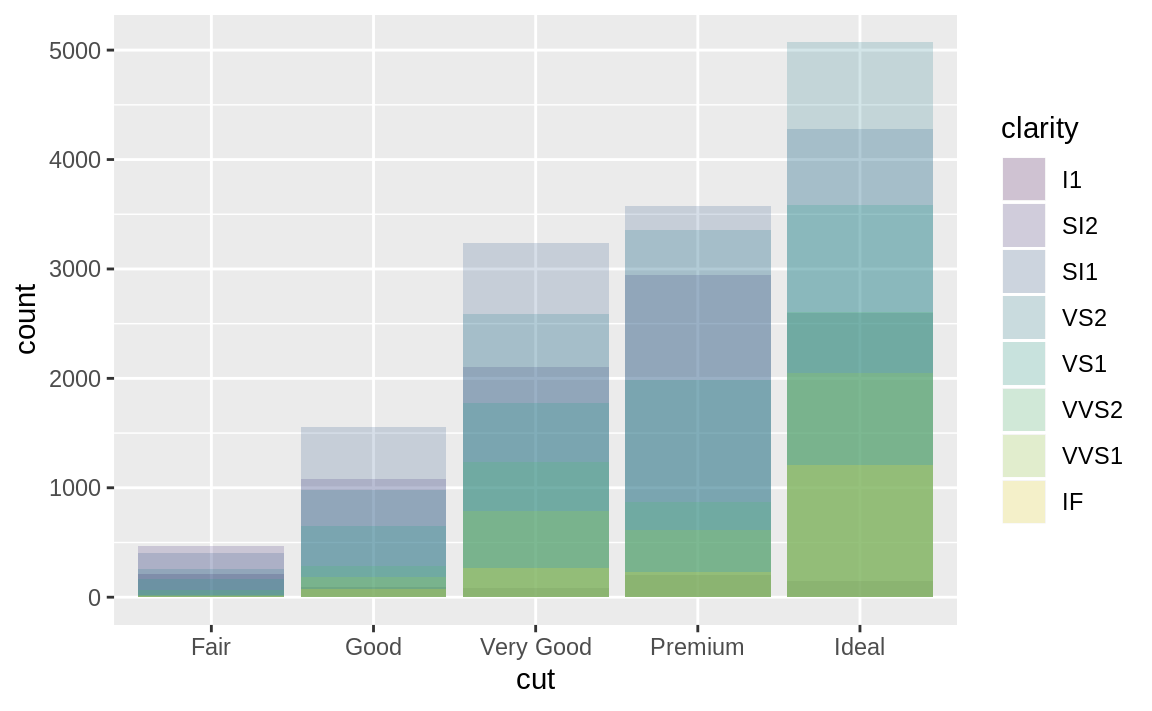 5000
4000
3000
2000
1000
0
count
Fair
Good
Very Good
Premium
Ideal
cut
clarity
I1
SI2
SI1
VS2
VS1
VVS2
VVS1
IF